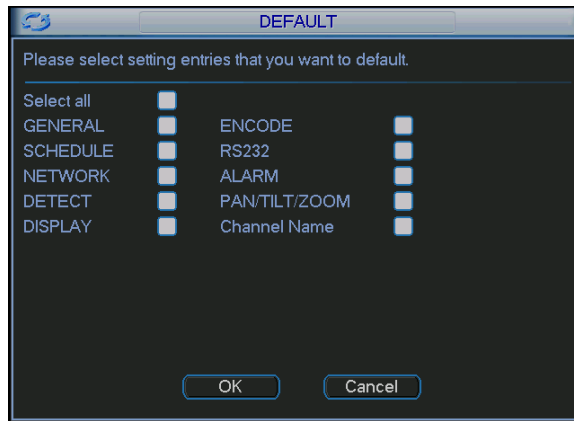 DEFAULT
Please select setting entries that you want to default.
Select all
GENERAL ENCODE
SCHEDULE RS232
NETWORK ALARM
DETECT PAN/TILT/ZOOM
DISPLAY Channel Name
OK Cancel